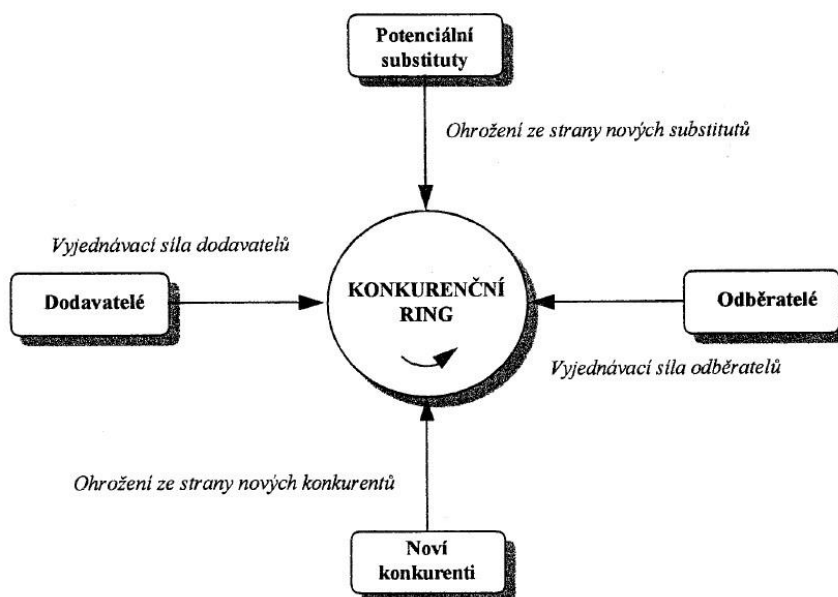 Potenciální
substituty
Ohrožení ze strany nových substitutů
Vyjednávací síla dodavatelů
Dodavatelé
KONKURENČNÍ
RING
Odběratelé
Vyjednávací síla odběratelů
Ohrožení ze strany nových konkurentů
Noví
konkurenti